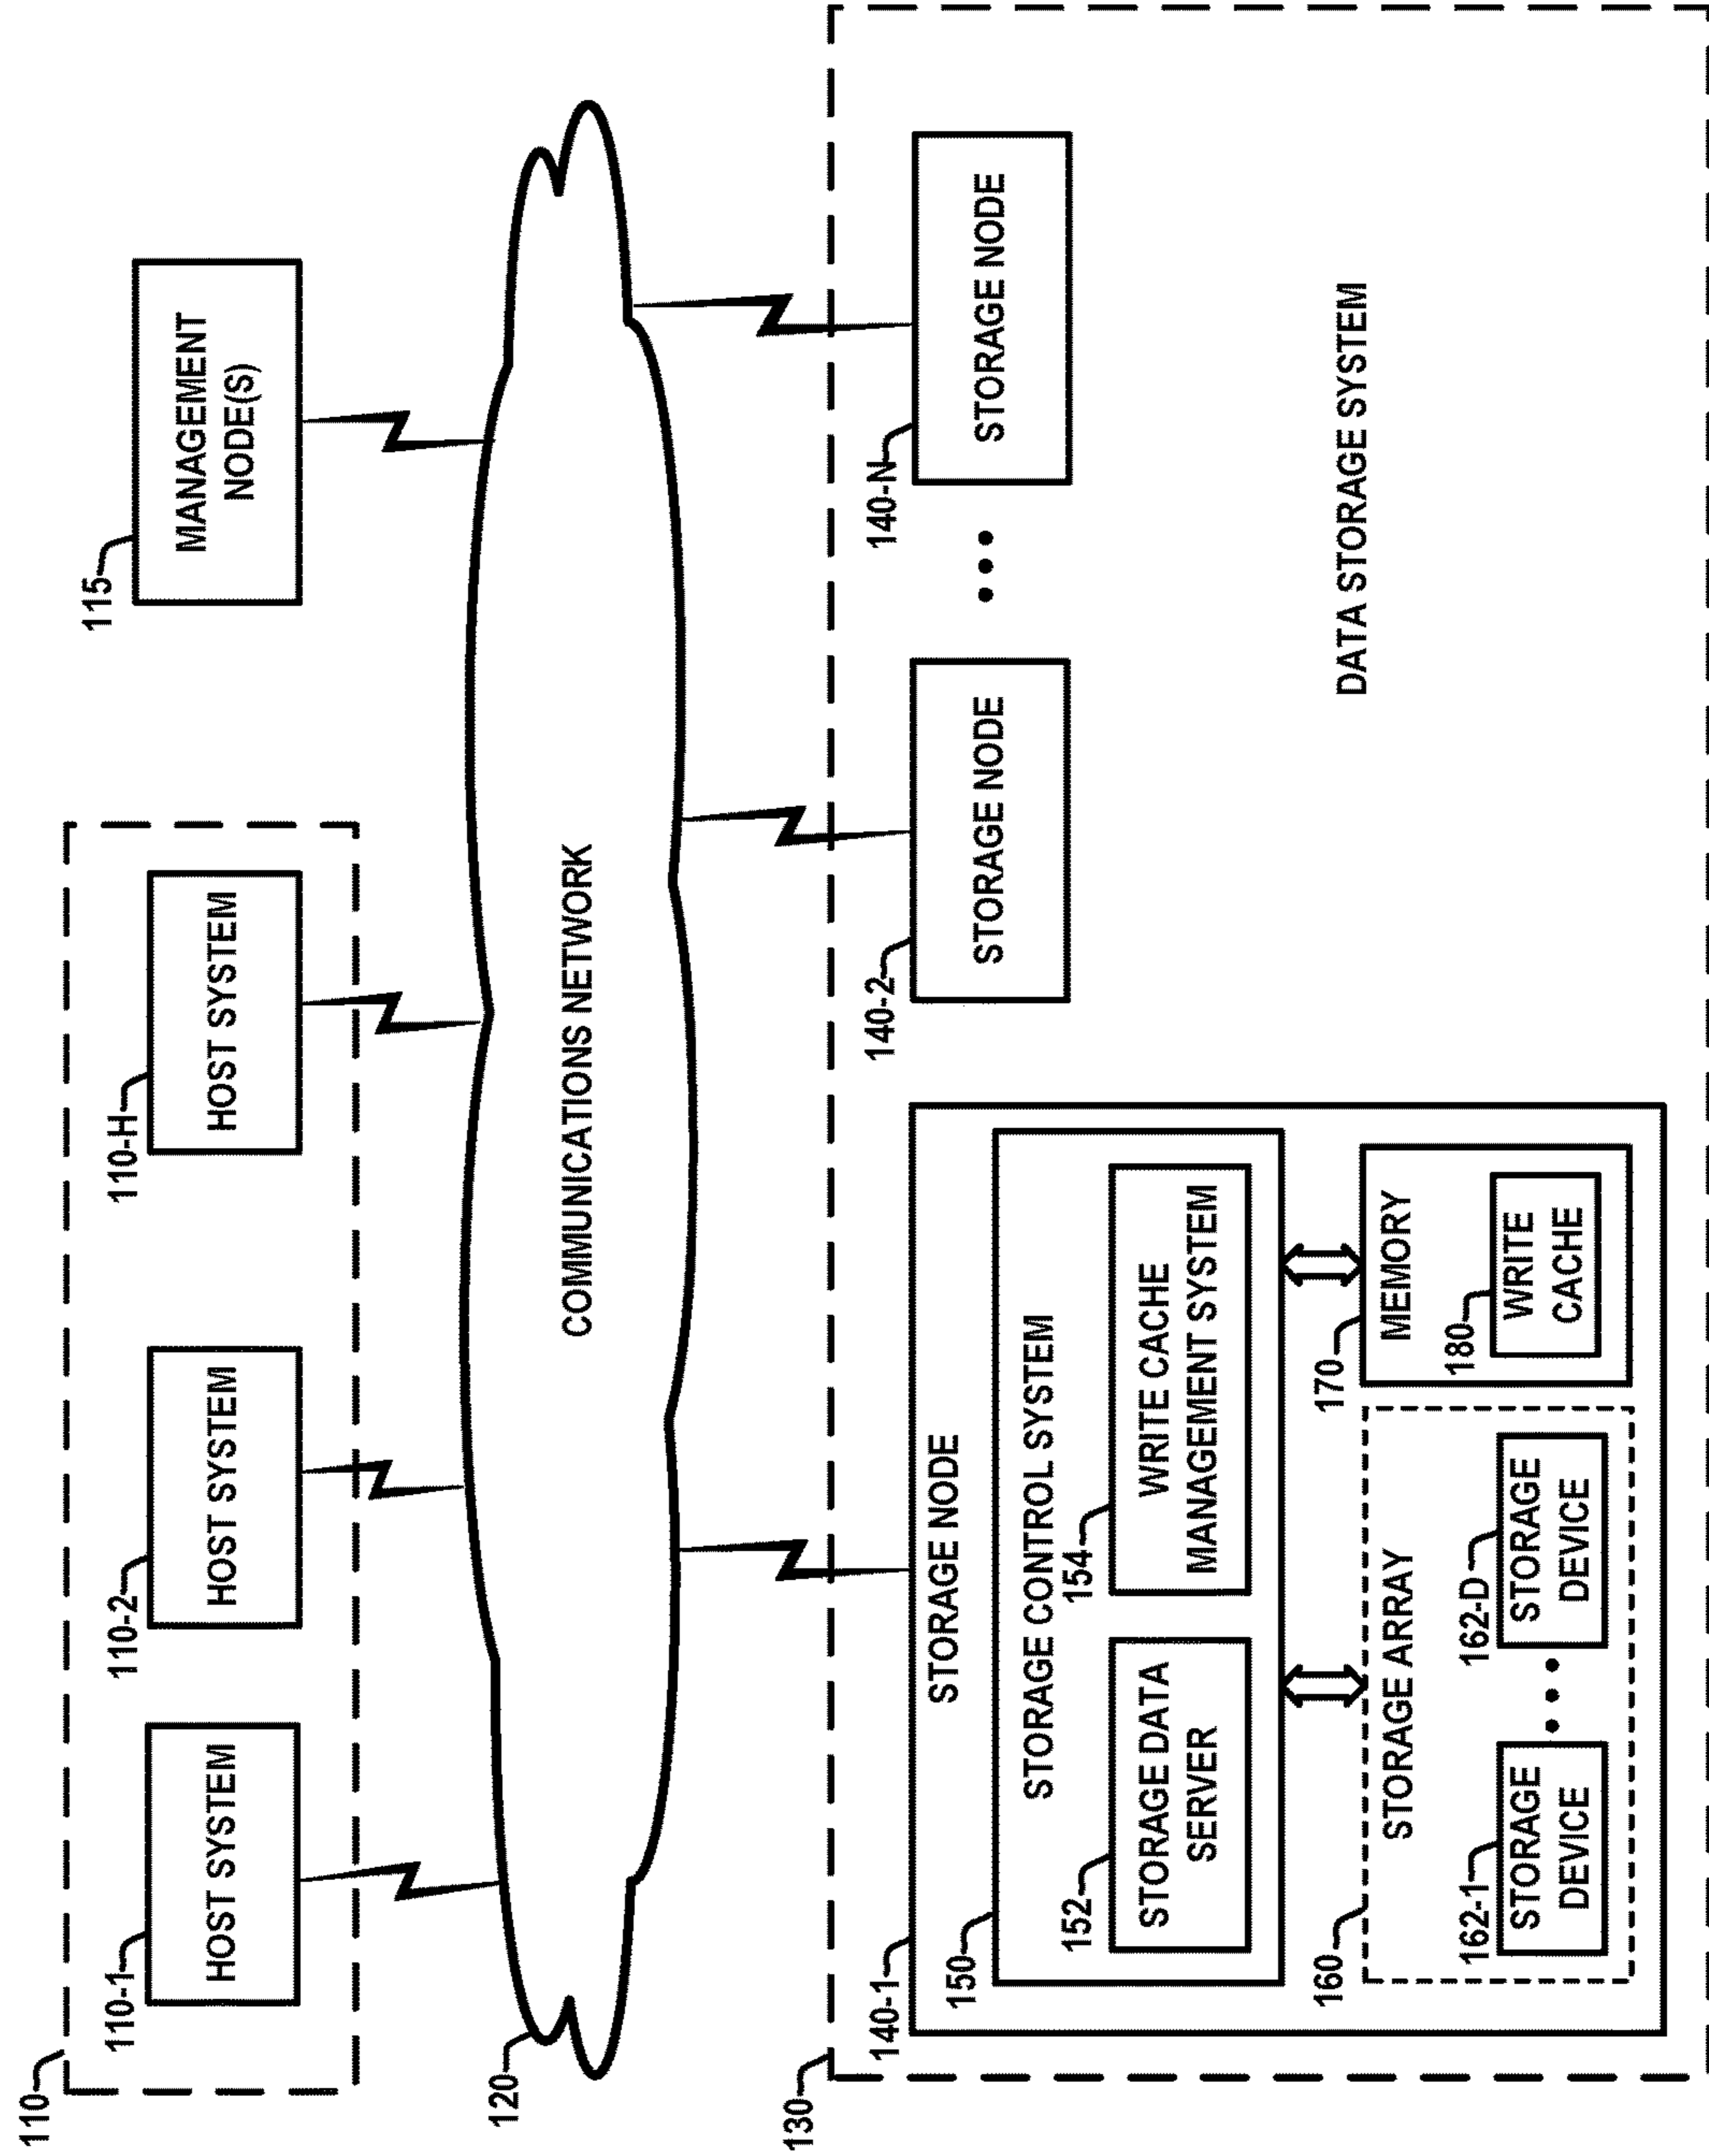 110
110-1
HOST SYSTEM
110-2
HOST SYSTEM
110-H
HOST SYSTEM
115
MANAGEMENT
NODE(S)
120
COMMUNICATIONS NETWORK
130
140-1
STORAGE NODE
150
STORAGE CONTROL SYSTEM
152
STORAGE DATA
SERVER
154
WRITE CACHE
MANAGEMENT SYSTEM
160
STORAGE ARRAY
162-1
STORAGE
DEVICE
• • •
162-D
STORAGE
DEVICE
170
MEMORY
180
WRITE
CACHE
140-2
STORAGE NODE
• • •
140-N
STORAGE NODE
DATA STORAGE SYSTEM